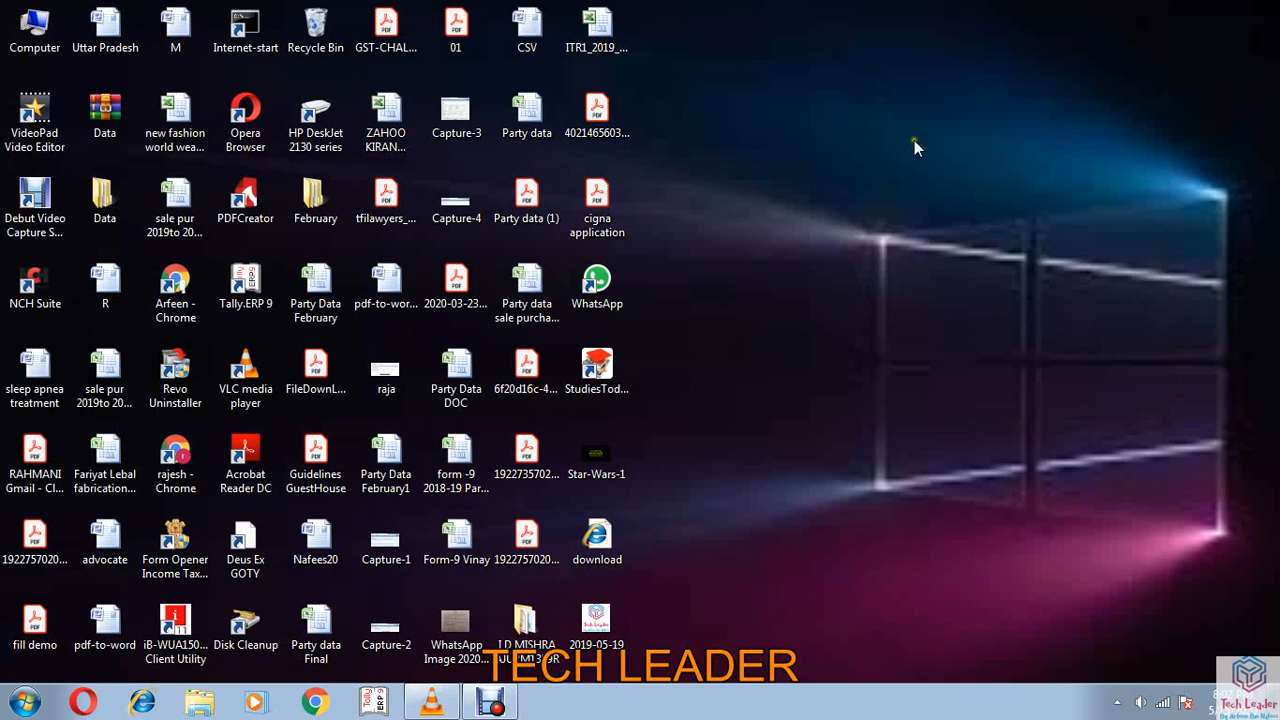 Computer
Uttar Pradesh
M
Internet-start
Recycle Bin
GST-CHAL...
01
CSV
ITR1_2019_...
VideoPad
Video Editor
Data
new fashion
world wea...
Opera
Browser
HP DeskJet
2130 series
ZAHOO
KIRAN...
Capture-3
Party data
4021465603...
Debut Video
Capture S...
Data
sale pur
2019to 20...
PDFCreator
February
tfilawyers_...
Capture-4
Party data (1)
cigna
application
NCH Suite
R
Arfeen -
Chrome
Tally.ERP 9
Party Data
February
pdf-to-wor...
2020-03-23...
Party data
sale purcha...
WhatsApp
sleep apnea
treatment
sale pur
2019to 20...
Revo
Uninstaller
VLC media
player
FileDownL...
raja
Party Data
DOC
6f20d16c-4...
StudiesTod...
RAHMANI
Gmail - Cl...
Fariyat Lebal
fabrication...
rajesh -
Chrome
Acrobat
Reader DC
Guidelines
GuestHouse
Party Data
February1
form -9
2018-19 Par...
1922735702...
Star-Wars-1
1922757020...
advocate
Form Opener
Income Tax...
Deus Ex
GOTY
Nafees20
Capture-1
Form-9 Vinay
1922757020...
download
fill demo
pdf-to-word
iB-WUA150...
Client Utility
Disk Cleanup
Party data
Final
Capture-2
WhatsApp
Image 2020...
I D MISHRA
2019-05-19
TECH LEADER
Tally
ERP 9
Tech Leader
By Arfeen Bin Nafees